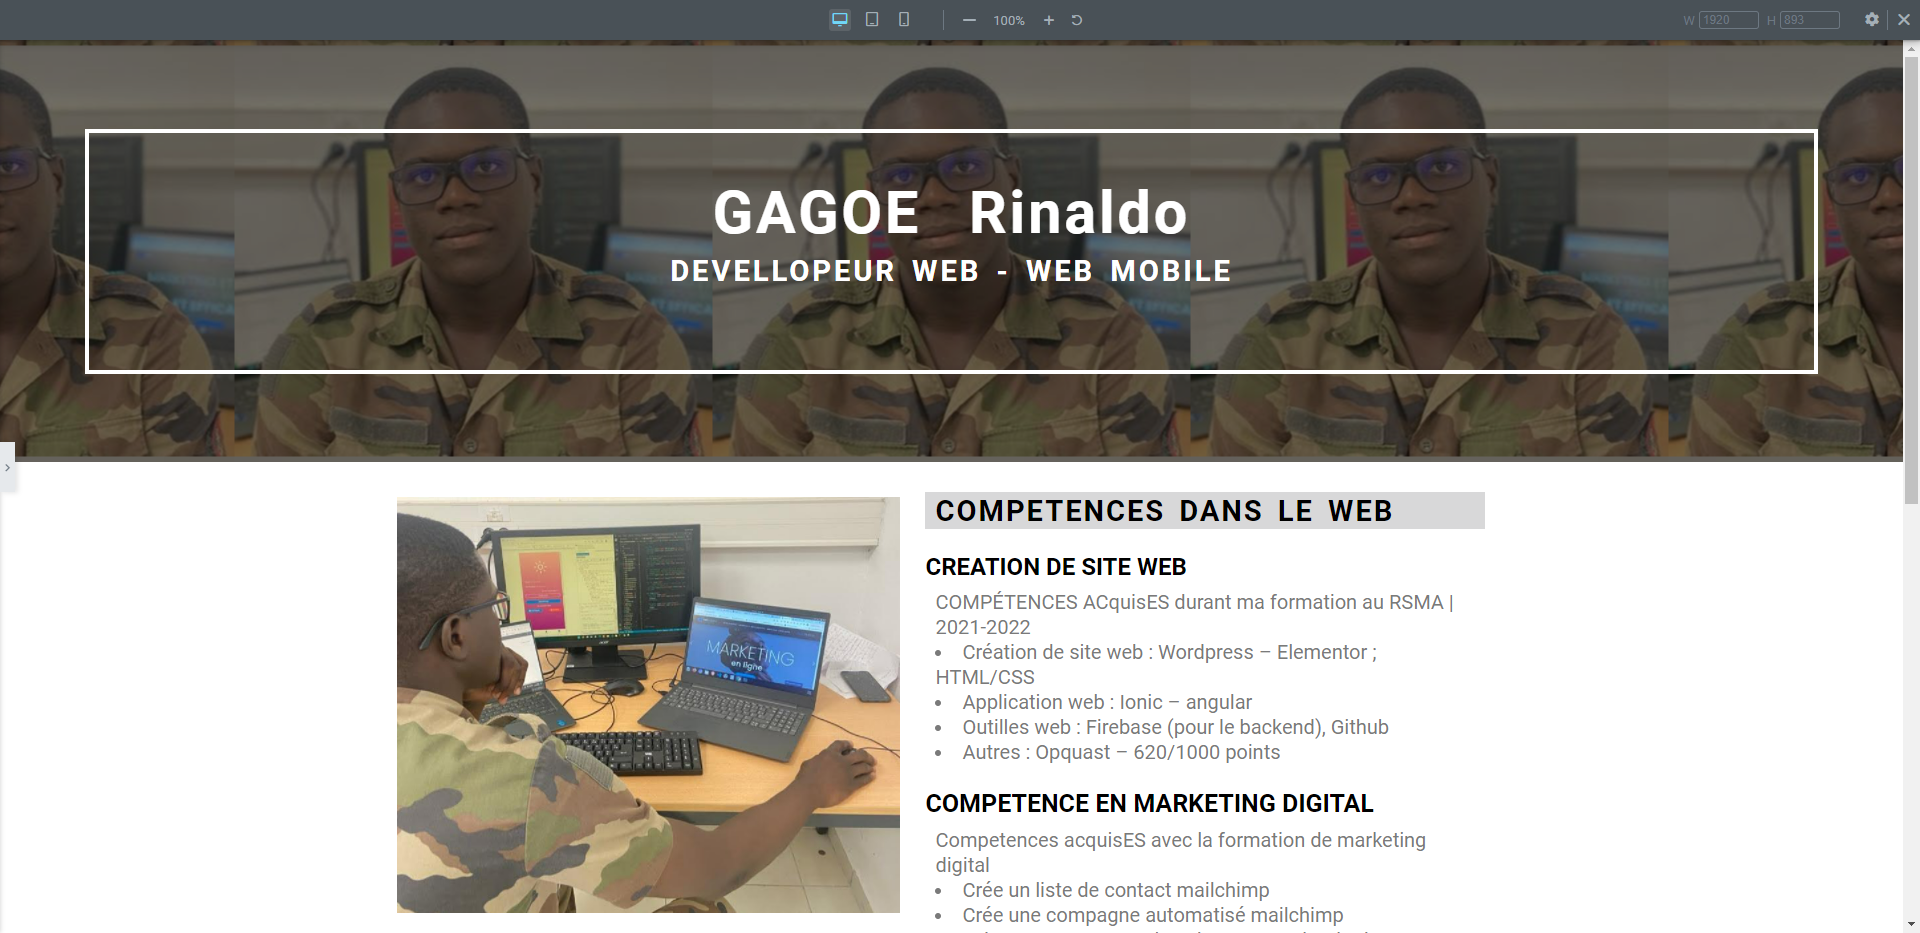 100%
W 1920 H 893
GAGOE Rinaldo
DEVELLOPEUR WEB - WEB MOBILE
MARKETING
en ligne
COMPETENCES DANS LE WEB
CREATION DE SITE WEB
COMPÉTENCES ACquisES durant ma formation au RSMA |
2021-2022
• Création de site web : Wordpress – Elementor ;
HTML/CSS
• Application web : Ionic – angular
• Outilles web : Firebase (pour le backend), Github
• Autres : Opquast – 620/1000 points
COMPETENCE EN MARKETING DIGITAL
Competences acquisES avec la formation de marketing
digital
• Crée un liste de contact mailchimp
• Crée une compagne automatisé mailchimp